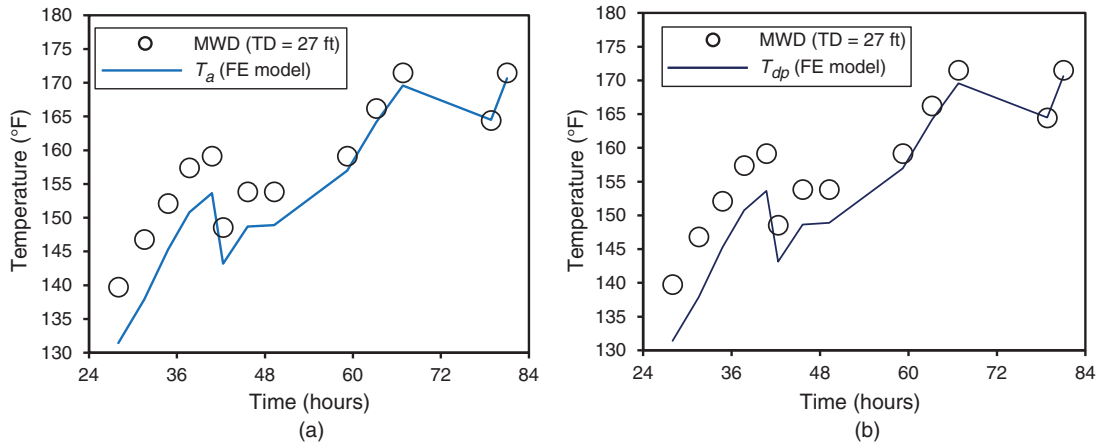 180
175
170
165
160
155
150
145
140
135
130
Temperature (°F)
MWD (TD = 27 ft)
Ta (FE model)
24 36 48 60 72 84
Time (hours)
(a)
180
175
170
165
160
155
150
145
140
135
130
Temperature (°F)
MWD (TD = 27 ft)
Tdp (FE model)
24 36 48 60 72 84
Time (hours)
(b)